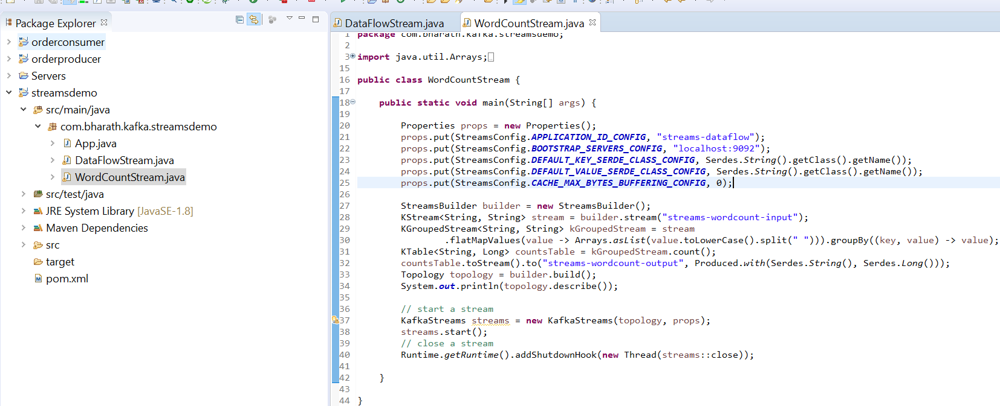 Package Explorer
orderconsumer
orderproducer
Servers
streamsdemo
src/main/java
com.bharath.kafka.streamsdemo
App.java
DataFlowStream.java
WordCountStream.java
src/test/java
JRE System Library [JavaSE-1.8]
Maven Dependencies
src
target
pom.xml
DataFlowStream.java
WordCountStream.java
1 package com.bharath.kafka.streamsdemo;
2
3 import java.util.Arrays;
15
16 public class WordCountStream {
17
18 public static void main(String[] args) {
19
20 Properties props = new Properties();
21 props.put(StreamsConfig.APPLICATION_ID_CONFIG, "streams-dataflow");
22 props.put(StreamsConfig.BOOTSTRAP_SERVERS_CONFIG, "localhost:9092");
23 props.put(StreamsConfig.DEFAULT_KEY_SERDE_CLASS_CONFIG, Serdes.String().getClass().getName());
24 props.put(StreamsConfig.DEFAULT_VALUE_SERDE_CLASS_CONFIG, Serdes.String().getClass().getName());
25 props.put(StreamsConfig.CACHE_MAX_BYTES_BUFFERING_CONFIG, 0);
26
27 StreamsBuilder builder = new StreamsBuilder();
28 KStream<String, String> stream = builder.stream("streams-wordcount-input");
29 KGroupedStream<String, String> kGroupedStream = stream
30 .flatMapValues(value -> Arrays.asList(value.toLowerCase().split(" "))).groupBy((key, value) -> value);
31 KTable<String, Long> countsTable = kGroupedStream.count();
32 countsTable.toStream().to("streams-wordcount-output", Produced.with(Serdes.String(), Serdes.Long()));
33 Topology topology = builder.build();
34 System.out.println(topology.describe());
35
36 // start a stream
37 KafkaStreams streams = new KafkaStreams(topology, props);
38 streams.start();
39 // close a stream
40 Runtime.getRuntime().addShutdownHook(new Thread(streams::close));
41
42 }
43
44 }